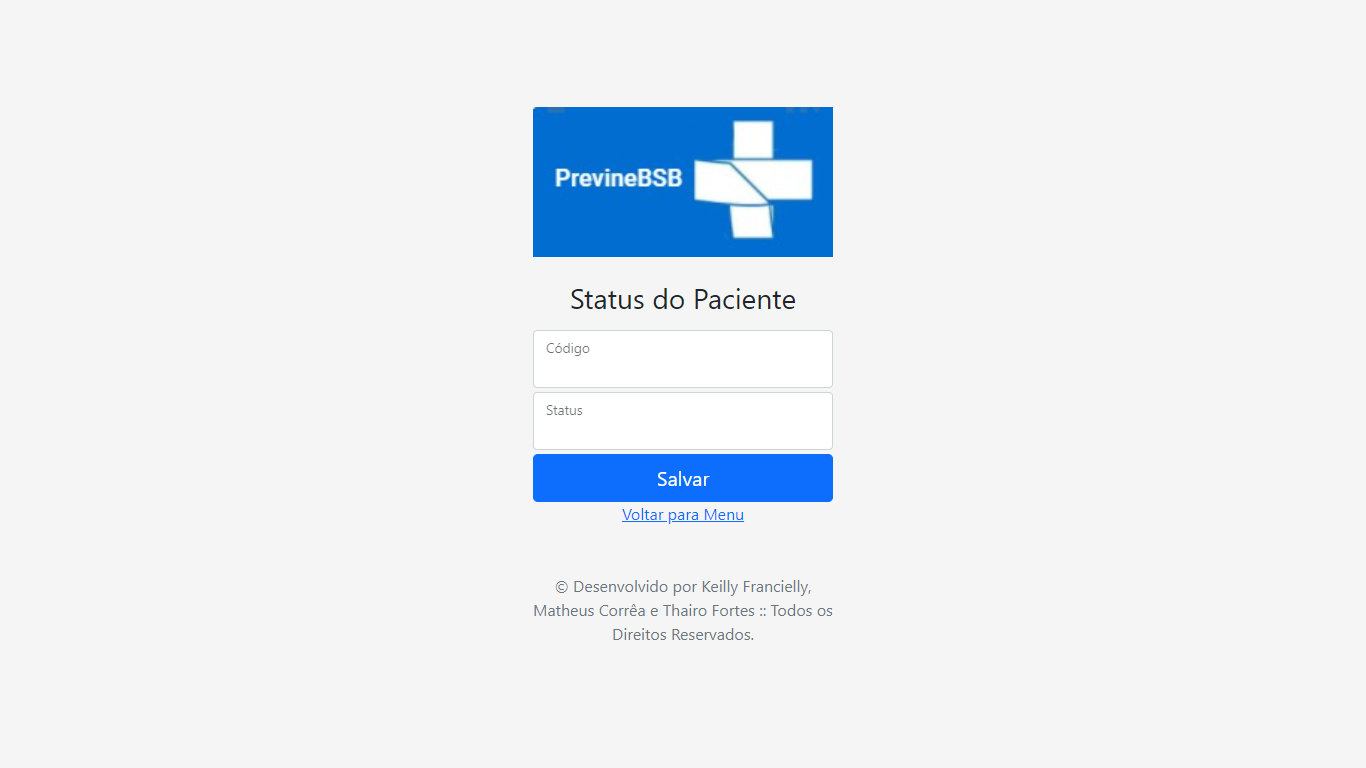 PrevineBSB
Status do Paciente
Código
Status
Salvar
Voltar para Menu
© Desenvolvido por Keilly Francielly,
Matheus Corrêa e Thairo Fortes :: Todos os
Direitos Reservados.